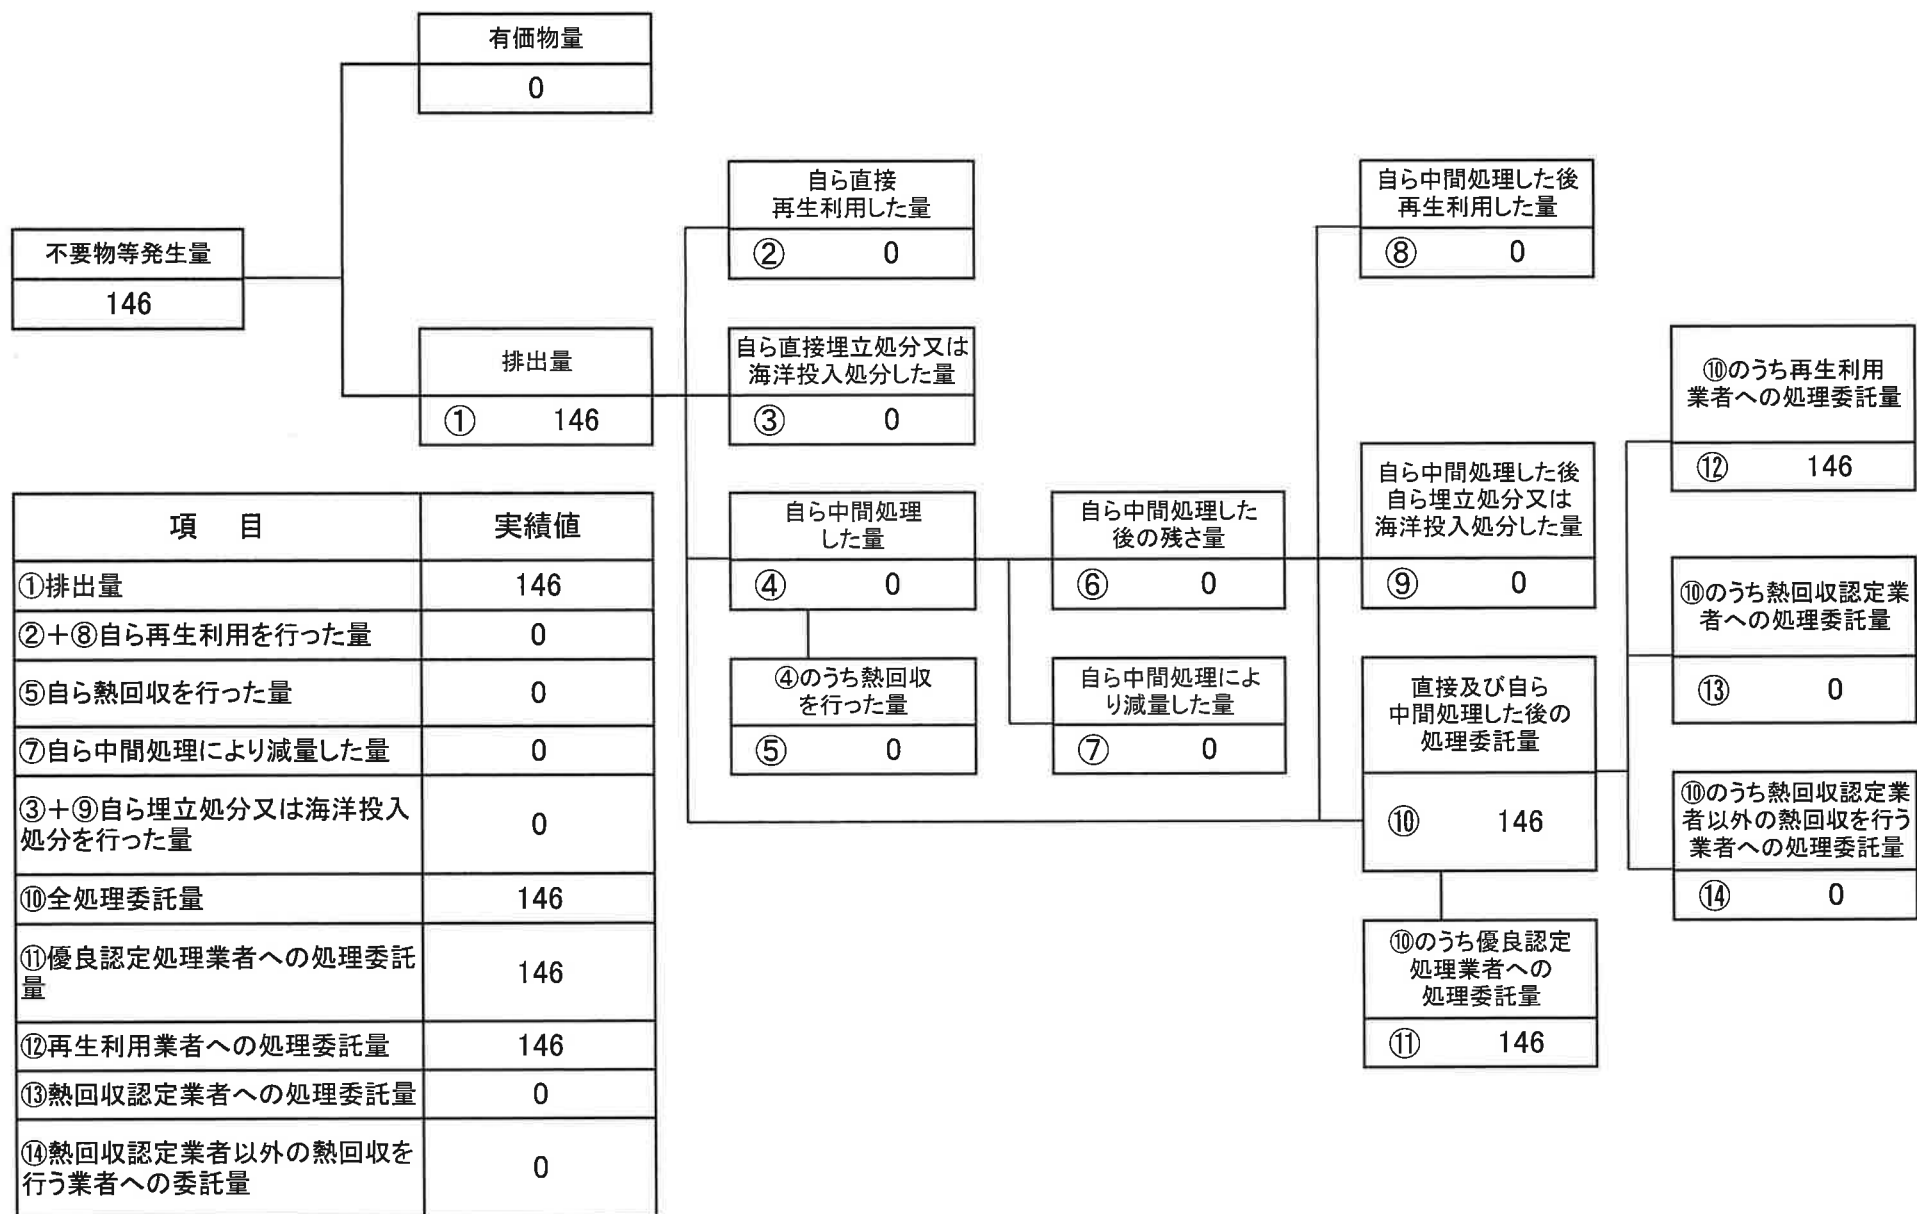 有価物量
0
不要物等発生量
146
排出量
① 146
自ら直接
再生利用した量
② 0
自ら直接埋立処分又は
海洋投入処分した量
③ 0
自ら中間処理
した量
④ 0
④のうち熱回収
を行った量
⑤ 0
自ら中間処理した
後の残さ量
⑥ 0
自ら中間処理によ
り減量した量
⑦ 0
自ら中間処理した後
再生利用した量
⑧ 0
自ら中間処理した後
自ら埋立処分又は
海洋投入処分した量
⑨ 0
直接及び自ら
中間処理した後の
処理委託量
⑩ 146
⑩のうち優良認定
処理業者への
処理委託量
⑪ 146
⑩のうち再生利用
業者への処理委託量
⑫ 146
⑩のうち熱回収認定業
者への処理委託量
⑬ 0
⑩のうち熱回収認定業
者以外の熱回収を行う
業者への処理委託量
⑭ 0
項 目 実績値
①排出量 146
②+⑧自ら再生利用を行った量 0
⑤自ら熱回収を行った量 0
⑦自ら中間処理により減量した量 0
③+⑨自ら埋立処分又は海洋投入
処分を行った量 0
⑩全処理委託量 146
⑪優良認定処理業者への処理委託
量 146
⑫再生利用業者への処理委託量 146
⑬熱回収認定業者への処理委託量 0
⑭熱回収認定業者以外の熱回収を
行う業者への委託量 0